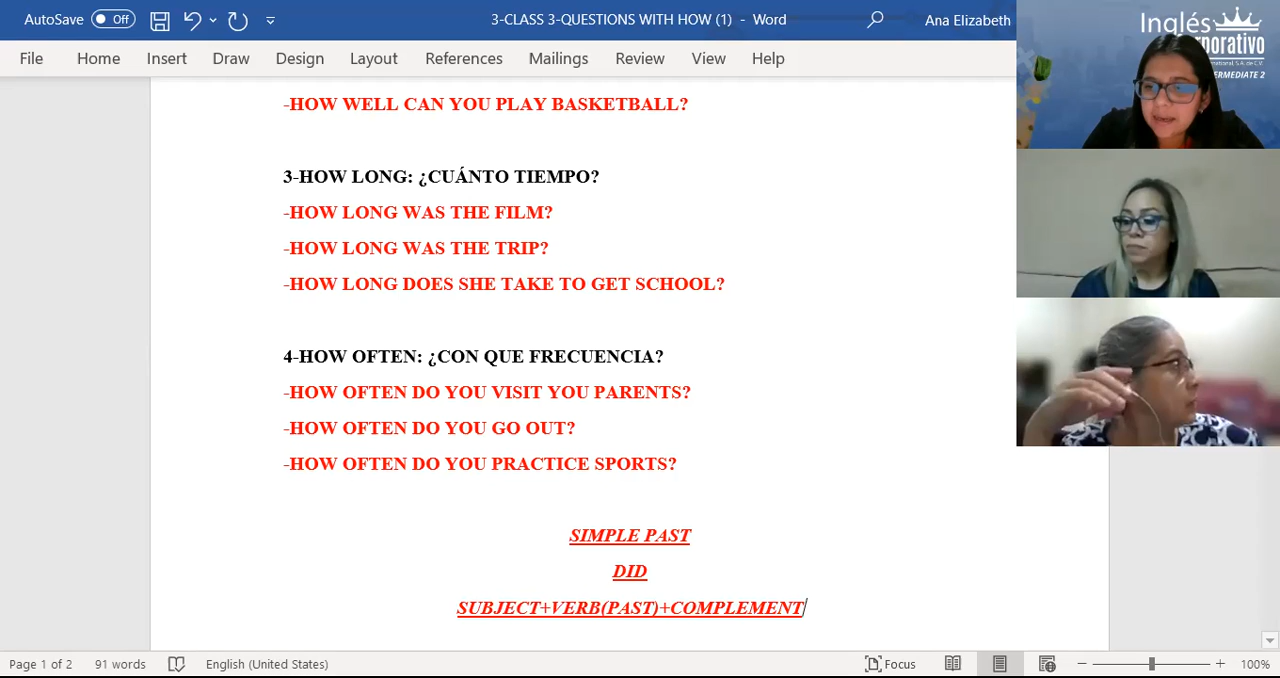 AutoSave Off 3-CLASS 3-QUESTIONS WITH HOW (1) - Word Ana Elizabeth
File Home Insert Draw Design Layout References Mailings Review View Help
-HOW WELL CAN YOU PLAY BASKETBALL?
3-HOW LONG: ¿CUÁNTO TIEMPO?
-HOW LONG WAS THE FILM?
-HOW LONG WAS THE TRIP?
-HOW LONG DOES SHE TAKE TO GET SCHOOL?
4-HOW OFTEN: ¿CON QUE FRECUENCIA?
-HOW OFTEN DO YOU VISIT YOU PARENTS?
-HOW OFTEN DO YOU GO OUT?
-HOW OFTEN DO YOU PRACTICE SPORTS?
SIMPLE PAST
DID
SUBJECT+VERB(PAST)+COMPLEMENT
Page 1 of 2 91 words English (United States) Focus 100%
Inglés